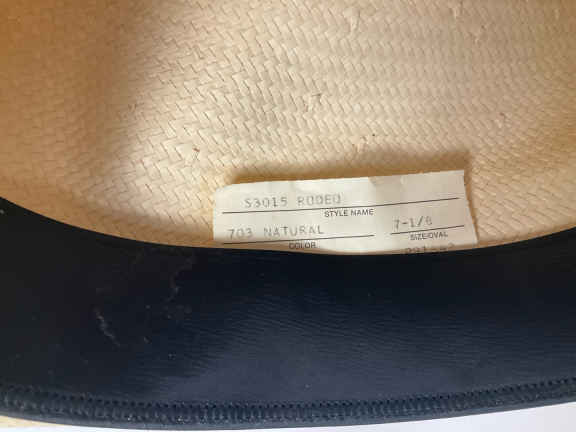 S3015 RODEO
STYLE NAME
703 NATURAL 7-1/8
COLOR SIZE/OVAL